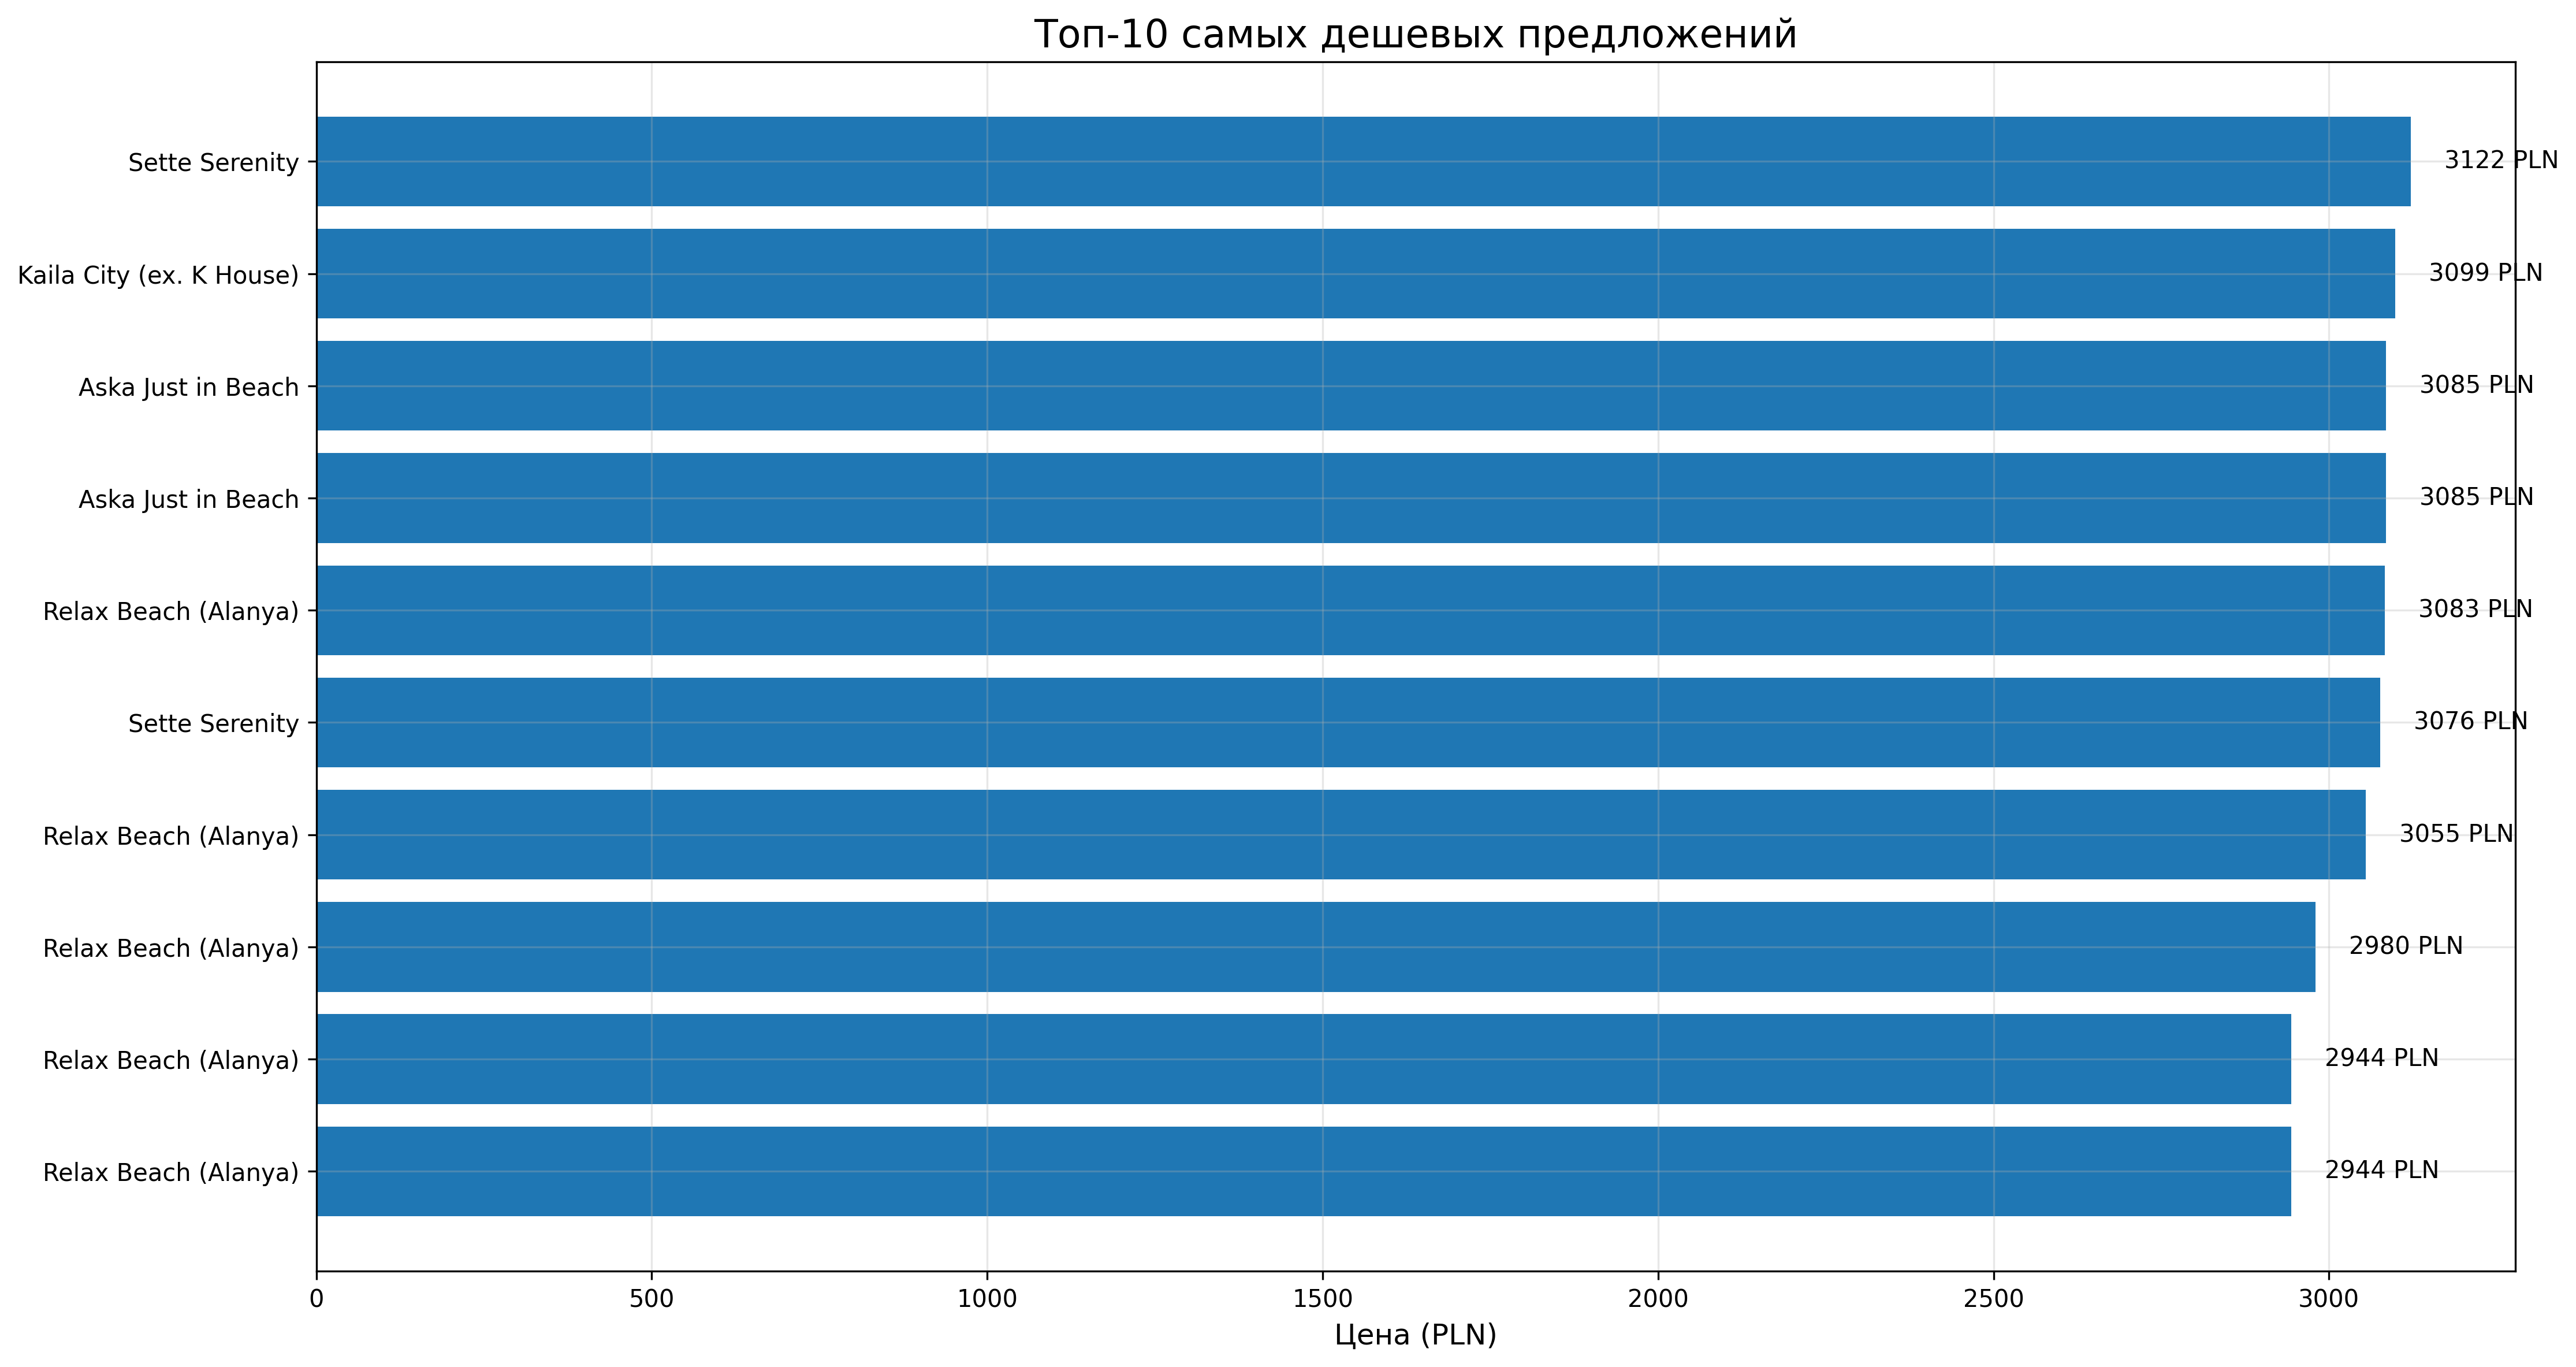 Топ-10 самых дешевых предложений
Sette Serenity 3122 PLN
Kaila City (ex. K House) 3099 PLN
Aska Just in Beach 3085 PLN
Aska Just in Beach 3085 PLN
Relax Beach (Alanya) 3083 PLN
Sette Serenity 3076 PLN
Relax Beach (Alanya) 3055 PLN
Relax Beach (Alanya) 2980 PLN
Relax Beach (Alanya) 2944 PLN
Relax Beach (Alanya) 2944 PLN
0 500 1000 1500 2000 2500 3000
Цена (PLN)